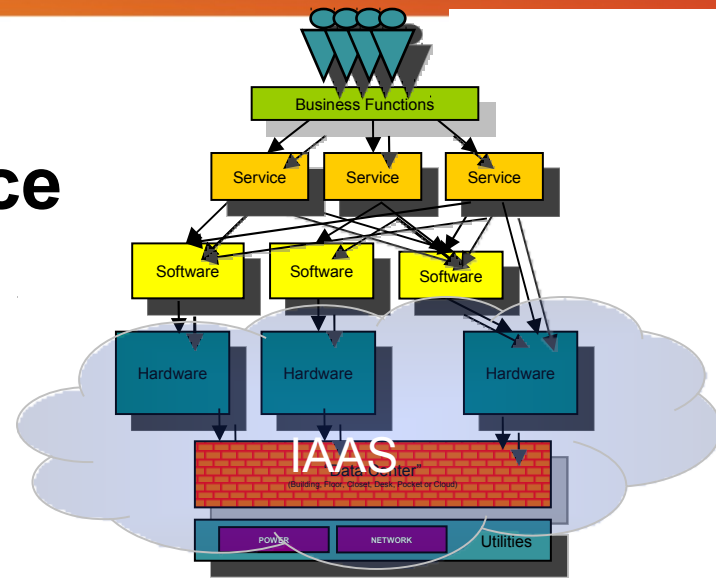 Business Functions
ce
Service Service Service
Software Software Software
Hardware Hardware Hardware
IAAS
"Data Center"
(Building, Floor, Closet, Desk, Pocket or Cloud)
POWER NETWORK Utilities